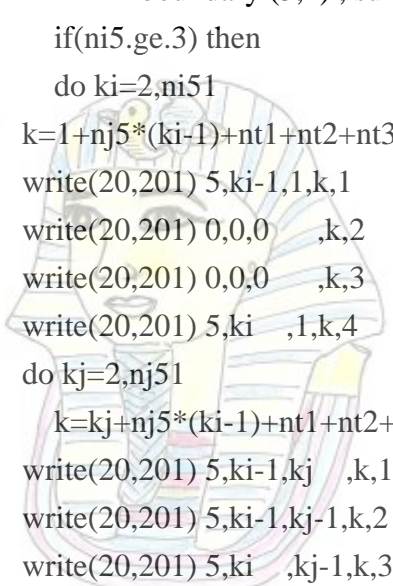 if(ni5.ge.3) then
do ki=2,ni51
k=1+nj5*(ki-1)+nt1+nt2+nt3
write(20,201) 5,ki-1,1,k,1
write(20,201) 0,0,0 ,k,2
write(20,201) 0,0,0 ,k,3
write(20,201) 5,ki ,1,k,4
do kj=2,nj51
k=kj+nj5*(ki-1)+nt1+nt2+
write(20,201) 5,ki-1,kj ,k,1
write(20,201) 5,ki-1,kj-1,k,2
write(20,201) 5,ki ,kj-1,k,3